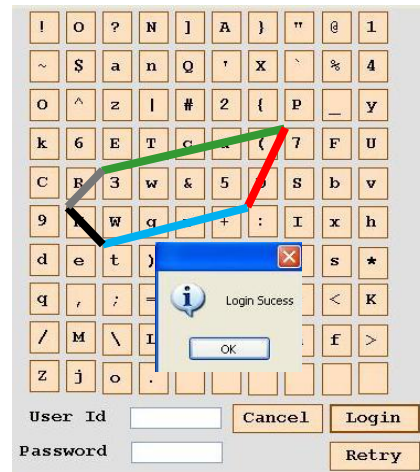 ! O ? N ] A } " @ 1
~ $ a n Q ' X ` % 4
O ^ z | # 2 { P _ y
k 6 E T ( 7 F U
C R 3 w & 5 S b v
9 W q + : I x h
d e t ) s *
q , ; = < K
Login Sucess
/ M \ I f >
OK
Z j o .
User Id Cancel Login
Password Retry